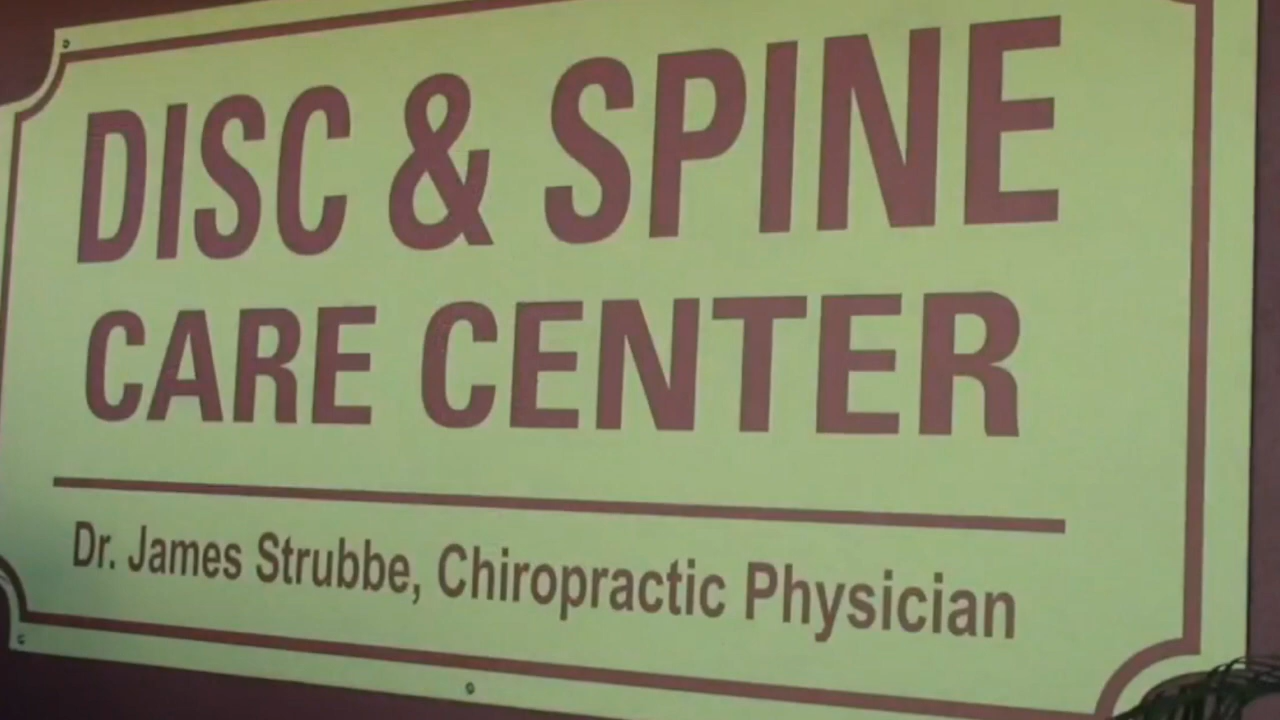 DISC & SPINE
CARE CENTER
Dr. James Strubbe, Chiropractic Physician